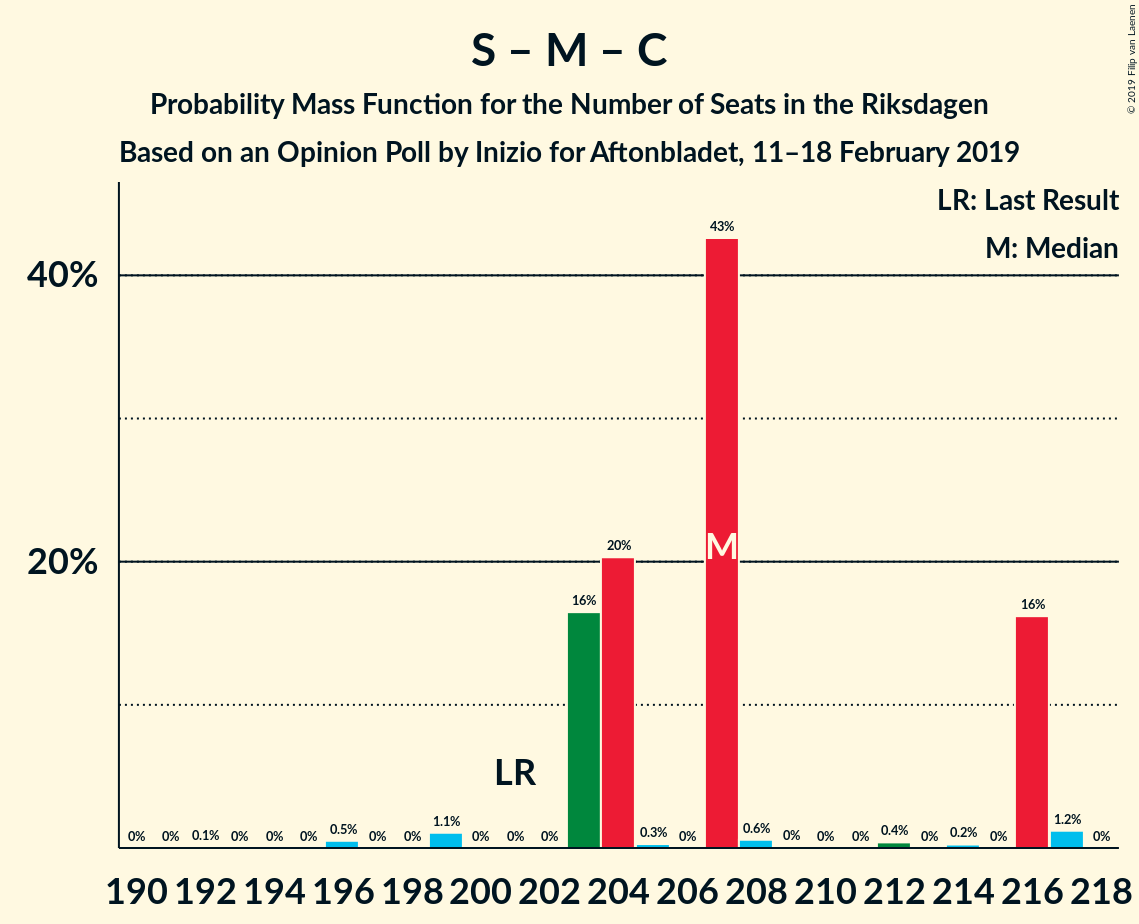 © 2019 Filip van Laenen
S – M – C
Probability Mass Function for the Number of Seats in the Riksdagen
Based on an Opinion Poll by Inizio for Aftonbladet, 11–18 February 2019
LR: Last Result
M: Median
40%
20%
0% 0% 0.1% 0% 0% 0% 0.5% 0% 0% 1.1% 0% 0% 0% 16% 20% 0.3% 0% 43% 0.6% 0% 0% 0% 0.4% 0% 0.2% 0% 16% 1.2% 0%
LR
M
190 192 194 196 198 200 202 204 206 208 210 212 214 216 218